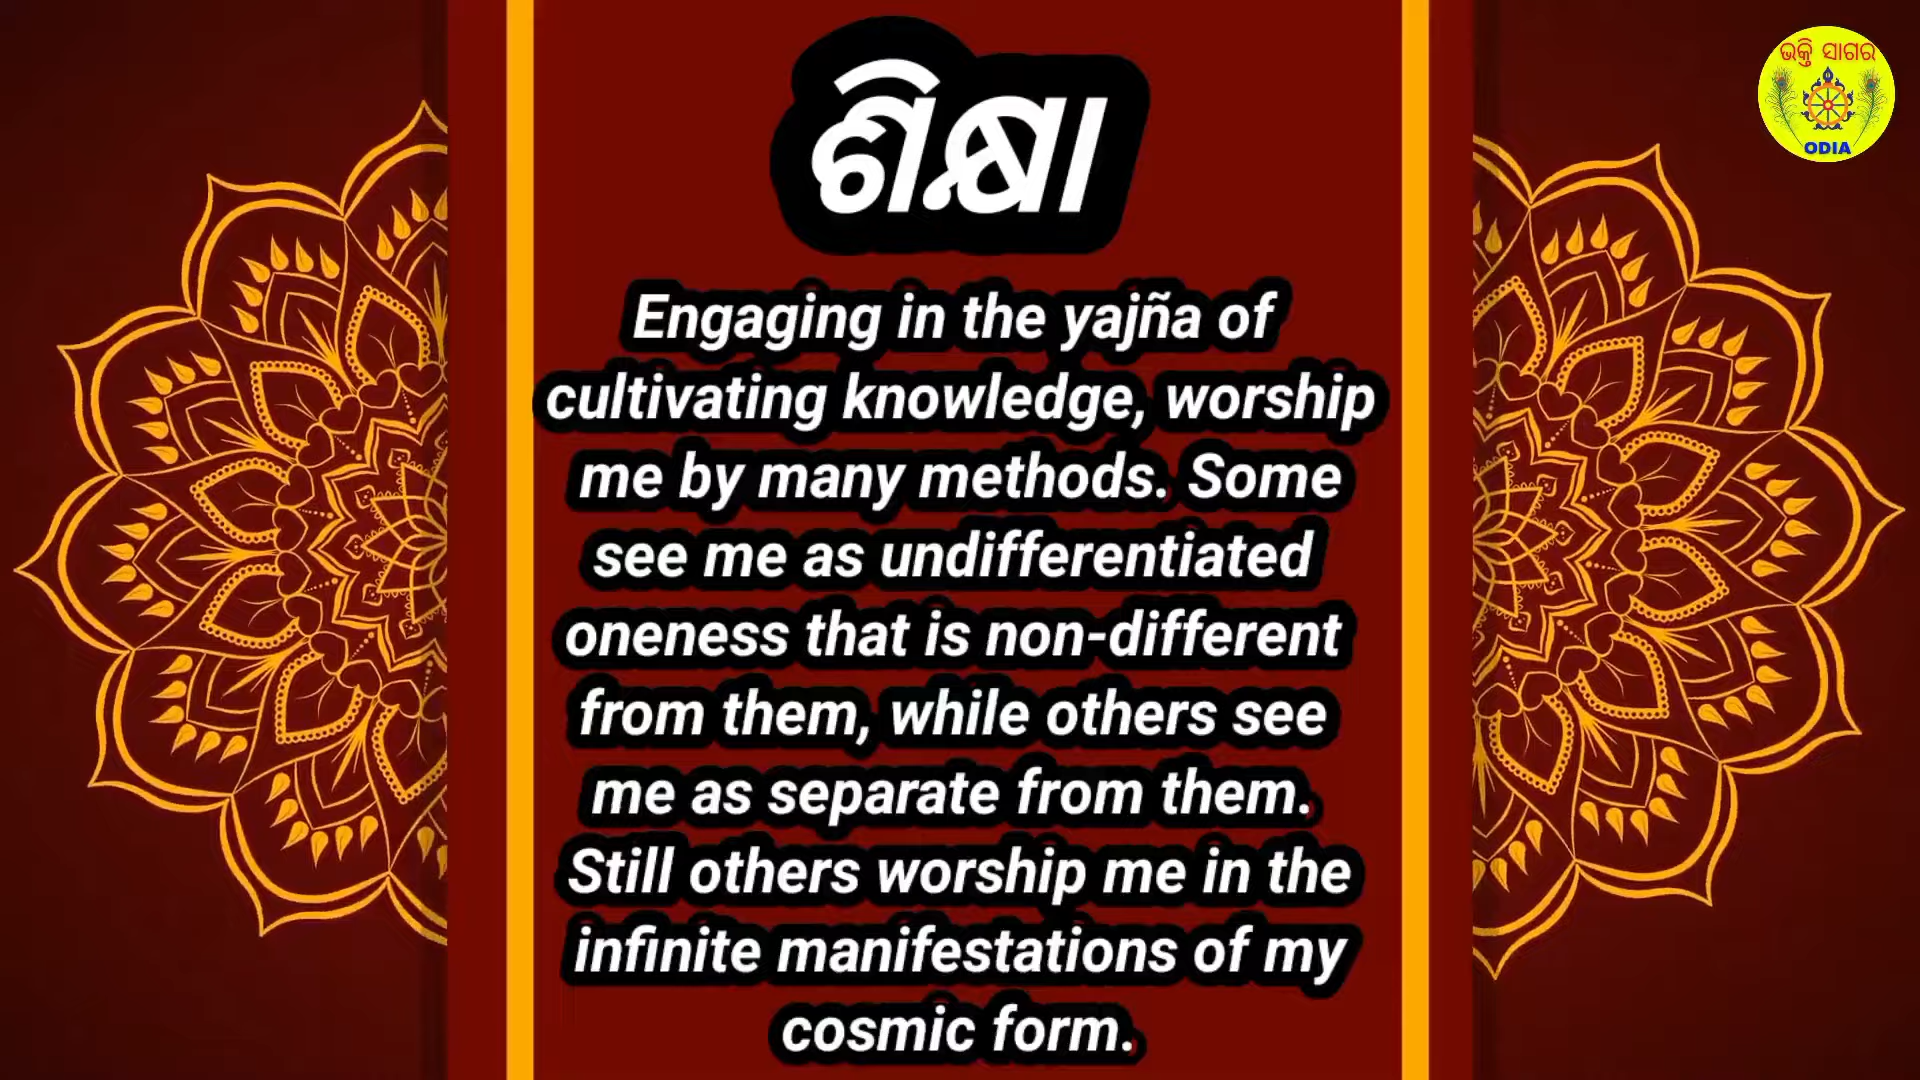 ଶିକ୍ଷା
ଭକ୍ତି ସାଗର
ODIA
Engaging in the yajña of
cultivating knowledge, worship
me by many methods. Some
see me as undifferentiated
oneness that is non-different
from them, while others see
me as separate from them.
Still others worship me in the
infinite manifestations of my
cosmic form.